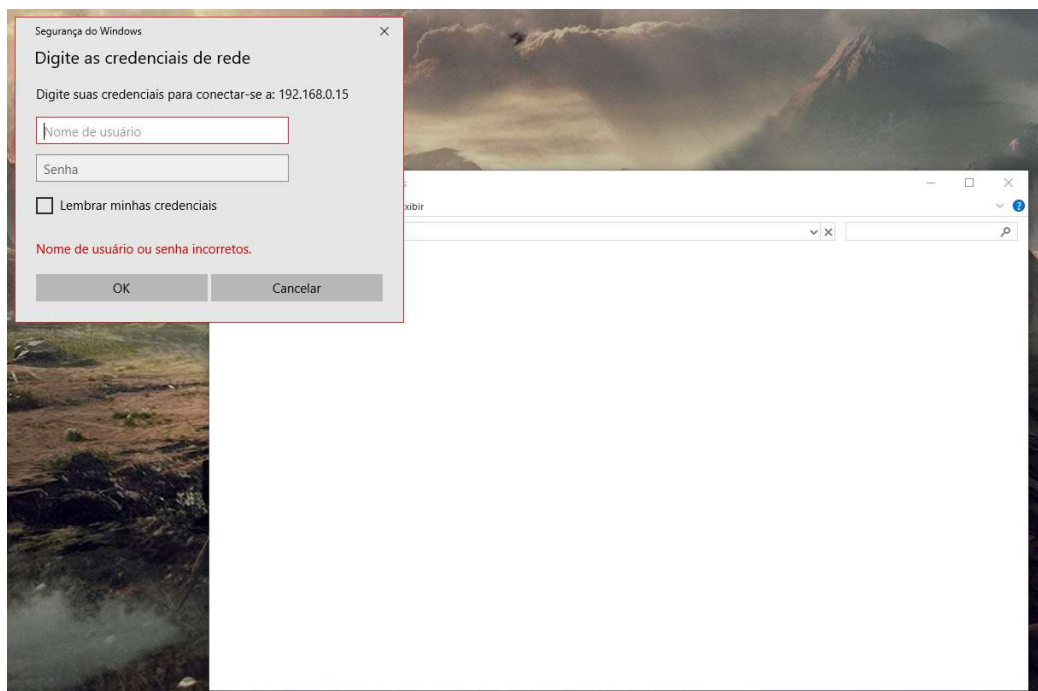 Segurança do Windows
Digite as credenciais de rede
Digite suas credenciais para conectar-se a: 192.168.0.15
Nome de usuário
Senha
Lembrar minhas credenciais
Nome de usuário ou senha incorretos.
OK
Cancelar
xibir